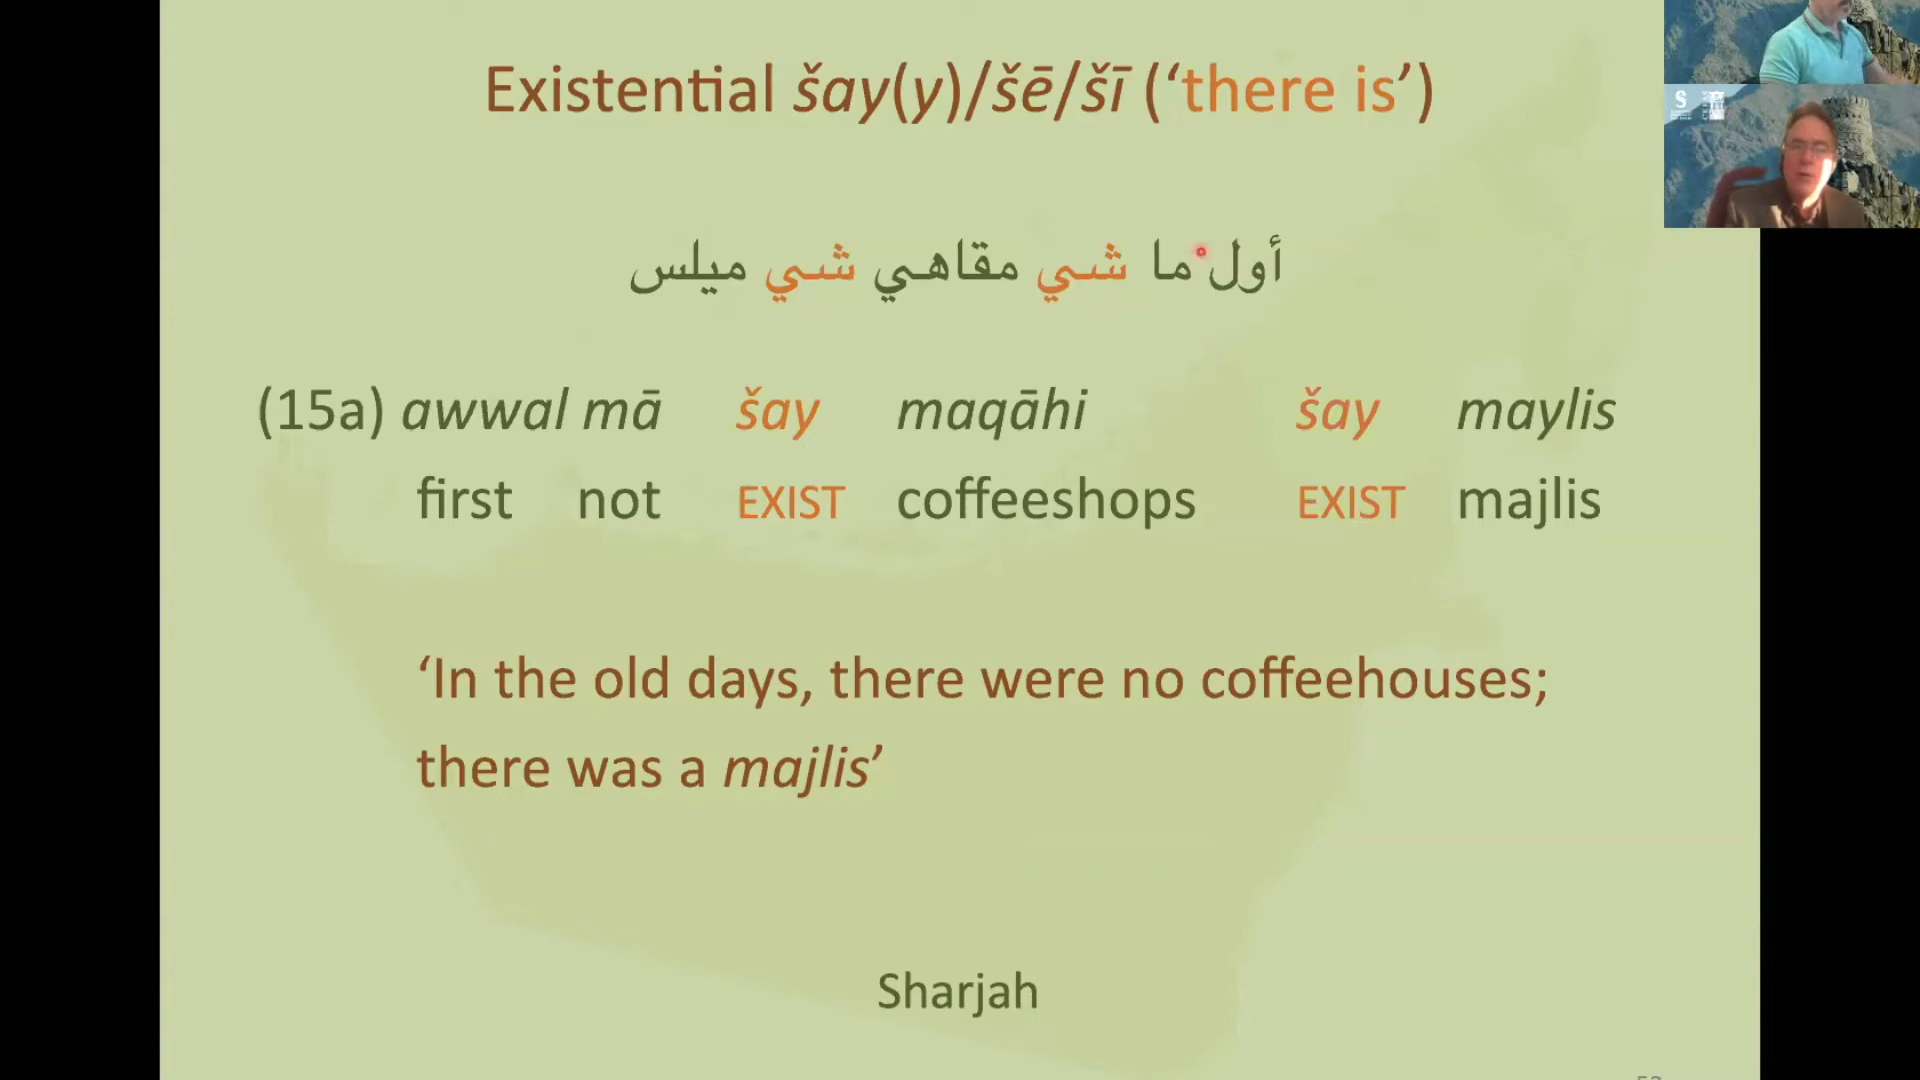 Existential šay(y)/šē/šī (‘there is’)
أول ما شي مقاهي شي ميلس
(15a) awwal mā šay maqāhi šay maylis
first not EXIST coffeeshops EXIST majlis
‘In the old days, there were no coffeehouses;
there was a majlis’
Sharjah